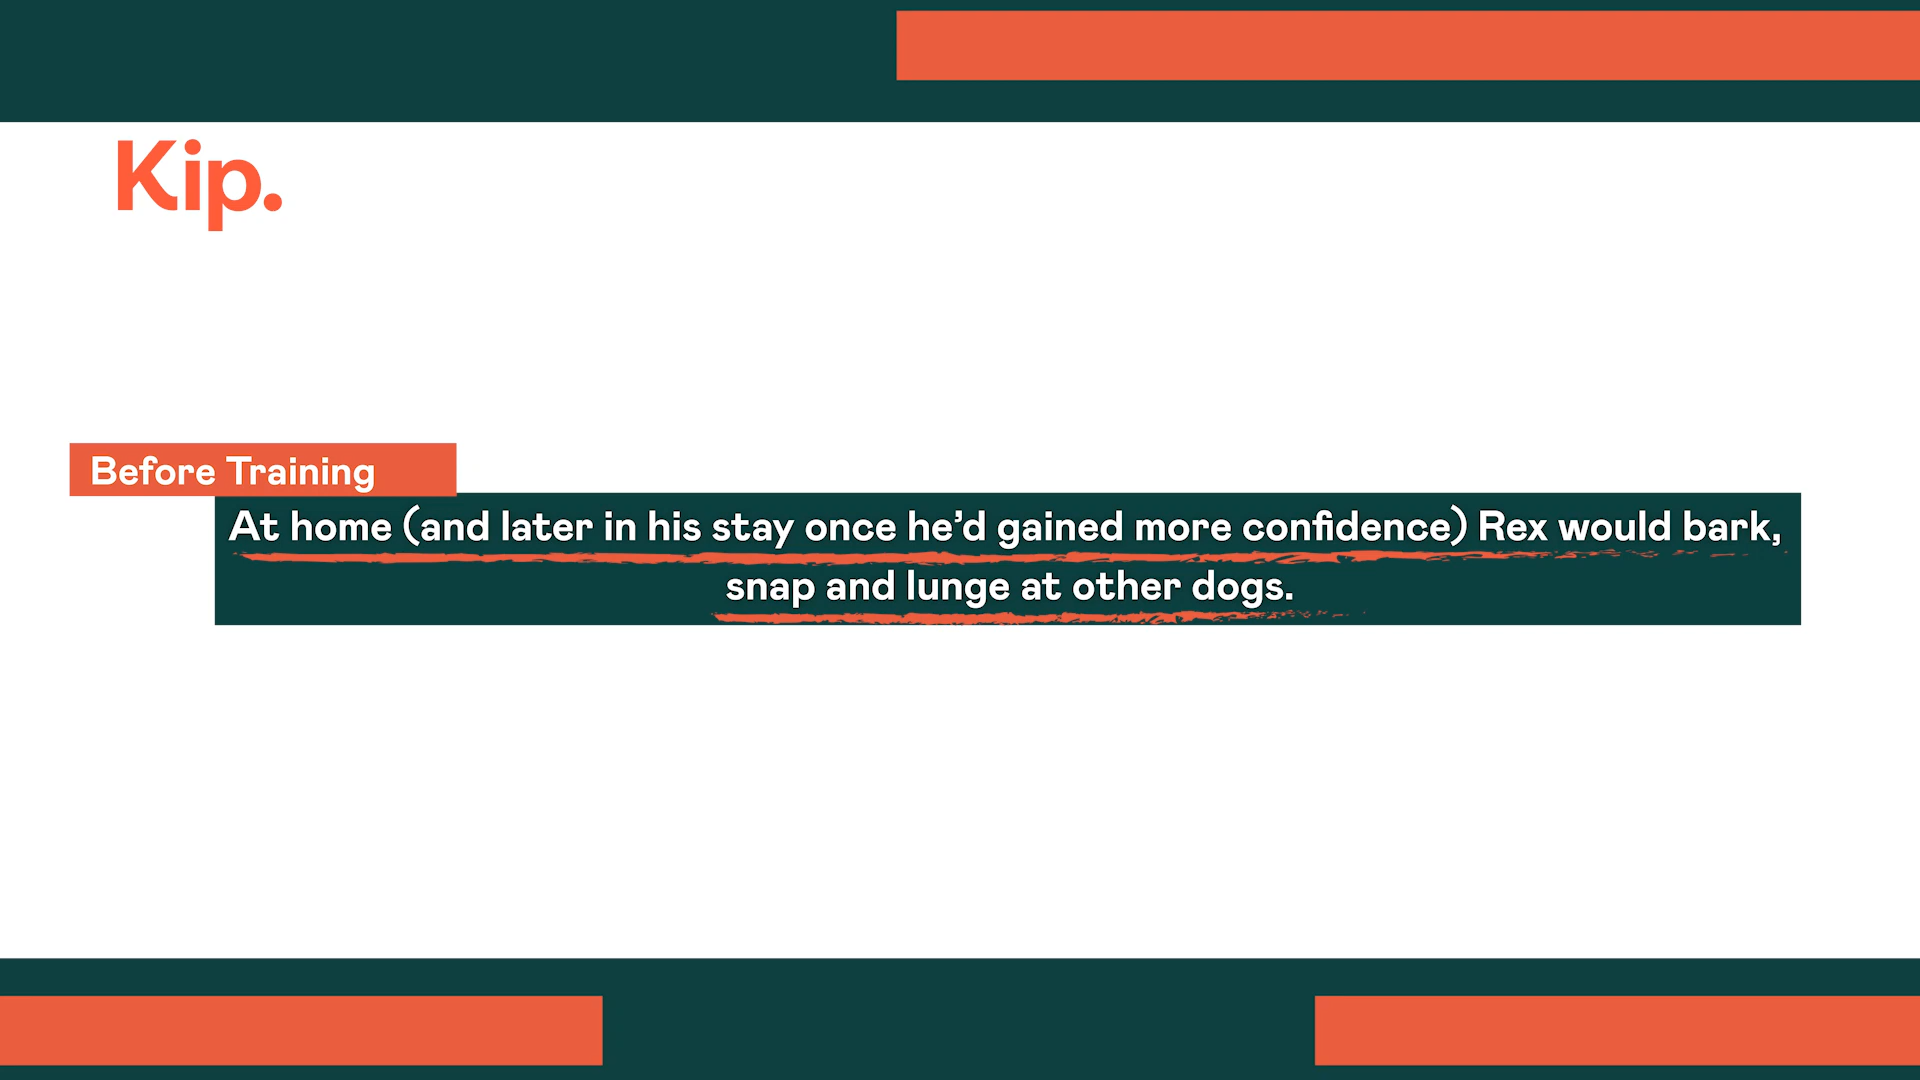 Kip.
Before Training
At home (and later in his stay once he’d gained more confidence) Rex would bark,
snap and lunge at other dogs.